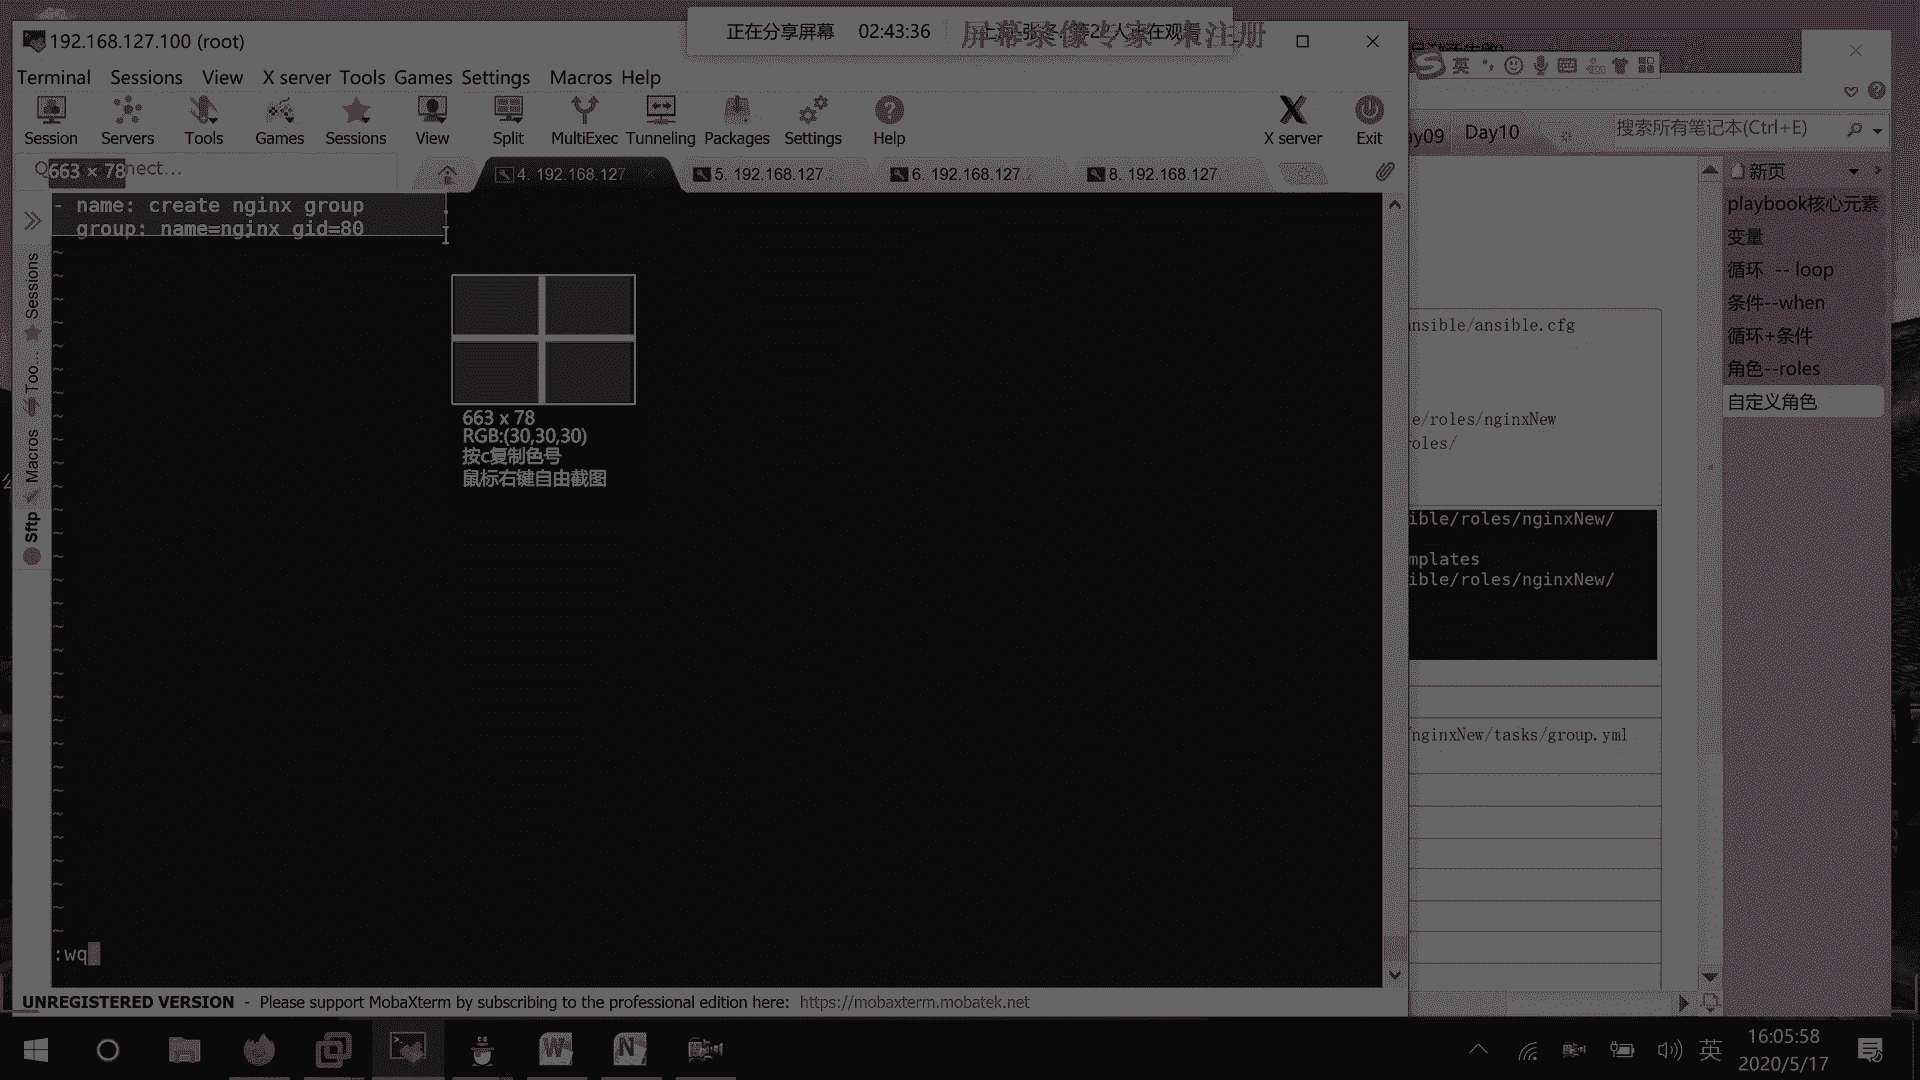 192.168.127.100 (root)
正在分享屏幕 02:43:36
屏幕录像专家 未注册
Terminal Sessions View X server Tools Games Settings Macros Help
Session Servers Tools Games Sessions View Split MultiExec Tunneling Packages Settings Help X server Exit
663 × 78
nect...
4. 192.168.127
5. 192.168.127.
6. 192.168.127.
8. 192.168.127.
- name: create nginx group
group: name=nginx gid=80
663 x 78
RGB:(30,30,30)
按c复制色号
鼠标右键自由截图
:wq
Sessions
Too...
Macros
Sftp
UNREGISTERED VERSION - Please support MobaXterm by subscribing to the professional edition here: https://mobaxterm.mobatek.net
英
ay09 Day10
搜索所有笔记本(Ctrl+E)
新页
playbook核心元素
变量
循环 -- loop
条件--when
循环+条件
角色--roles
自定义角色
ansible/ansible.cfg
e/roles/nginxNew
roles/
ible/roles/nginxNew/
mplates
ible/roles/nginxNew/
/nginxNew/tasks/group.yml
英
16:05:58
2020/5/17